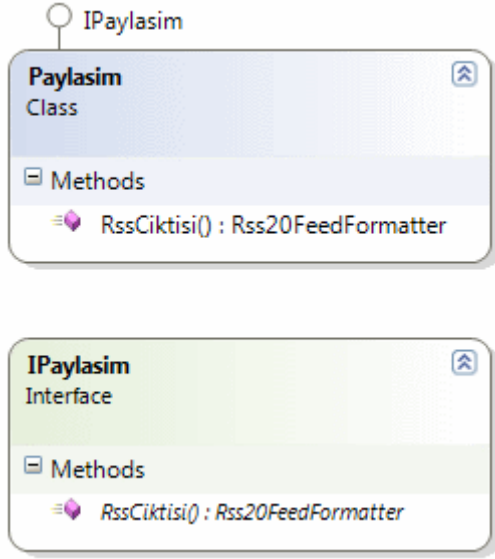 IPaylasim
Paylasim
Class
Methods
RssCiktisi() : Rss20FeedFormatter
IPaylasim
Interface
Methods
RssCiktisi() : Rss20FeedFormatter